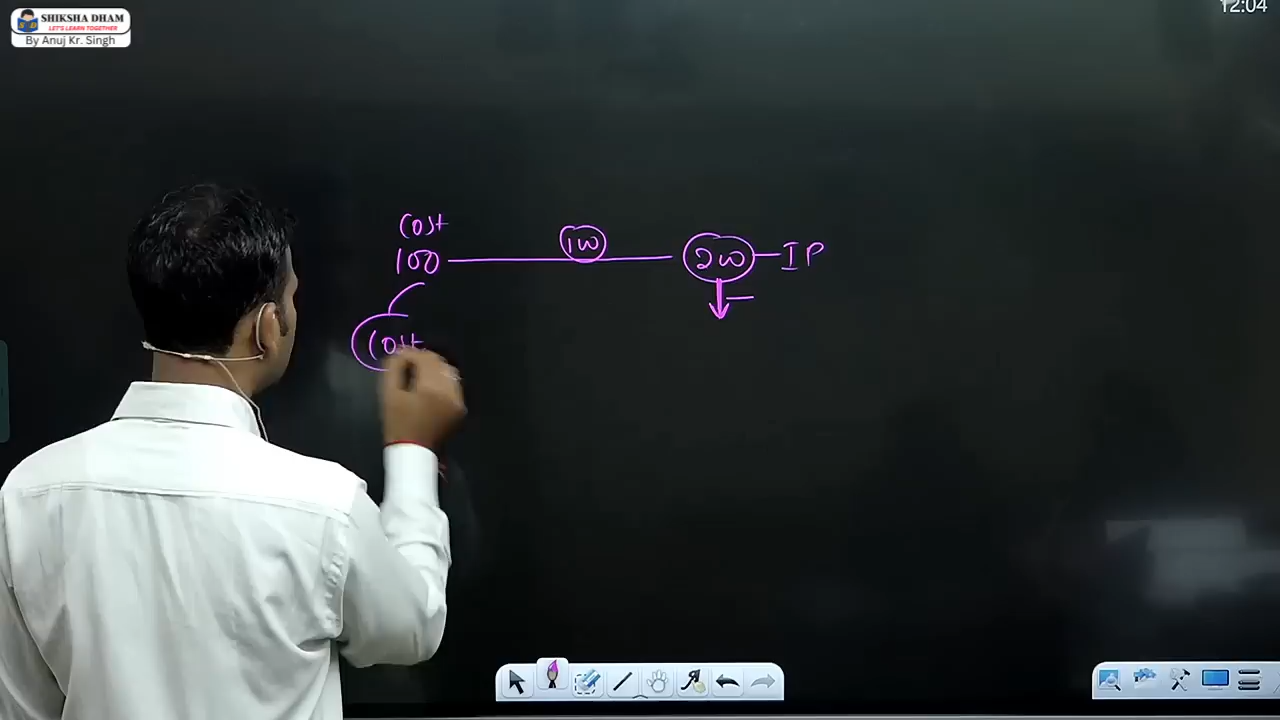 SHIKSHA DHAM
LET'S LEARN TOGETHER
By Anuj Kr. Singh
12:04
Cost
100 1w 2w IP
Cost